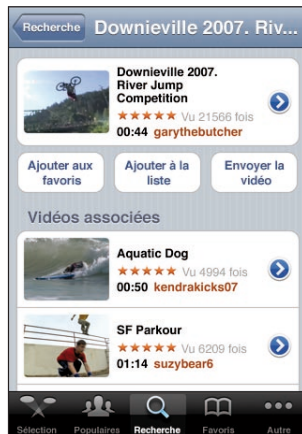 Recherche Downieville 2007. Riv...
Downieville 2007.
River Jump
Competition
★★★★★ Vu 21566 fois
00:44 garythebutcher
Ajouter aux
favoris
Ajouter à la
liste
Envoyer la
vidéo
Vidéos associées
Aquatic Dog
★★★★★ Vu 4994 fois
00:50 kendrakicks07
SF Parkour
★★★★★ Vu 6209 fois
01:14 suzybear6
Sélection Populaires Recherche Favoris Autre